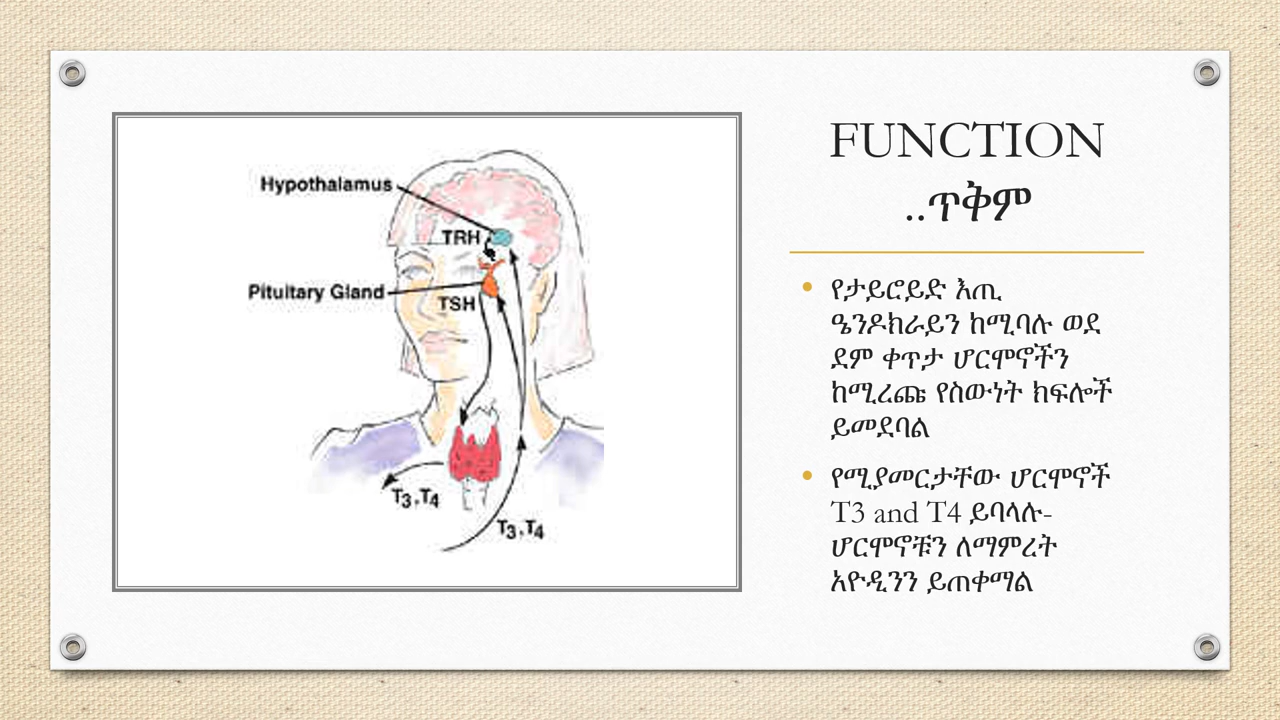 Hypothalamus
TRH
Pituitary Gland
TSH
T3,T4
T3,T4
FUNCTION
..ጥቅም
• የታይሮይድ እጢ
ዔንዶክራይን ከሚባሉ ወደ
ደም ቀጥታ ሆርሞኖችን
ከሚረጩ የስውነት ክፍሎች
ይመደባል
• የሚያመርታቸው ሆርሞኖች
T3 and T4 ይባላሉ-
ሆርሞኖቹን ለማምረት
አዮዲንን ይጠቀማል